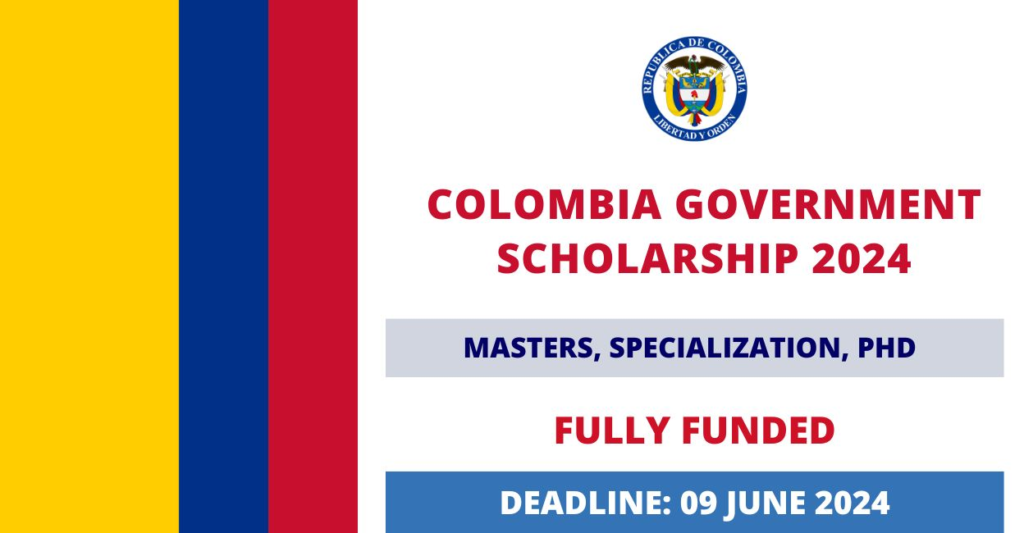 REPUBLICA DE COLOMBIA
LIBERTAD Y ORDEN
COLOMBIA GOVERNMENT
SCHOLARSHIP 2024
MASTERS, SPECIALIZATION, PHD
FULLY FUNDED
DEADLINE: 09 JUNE 2024